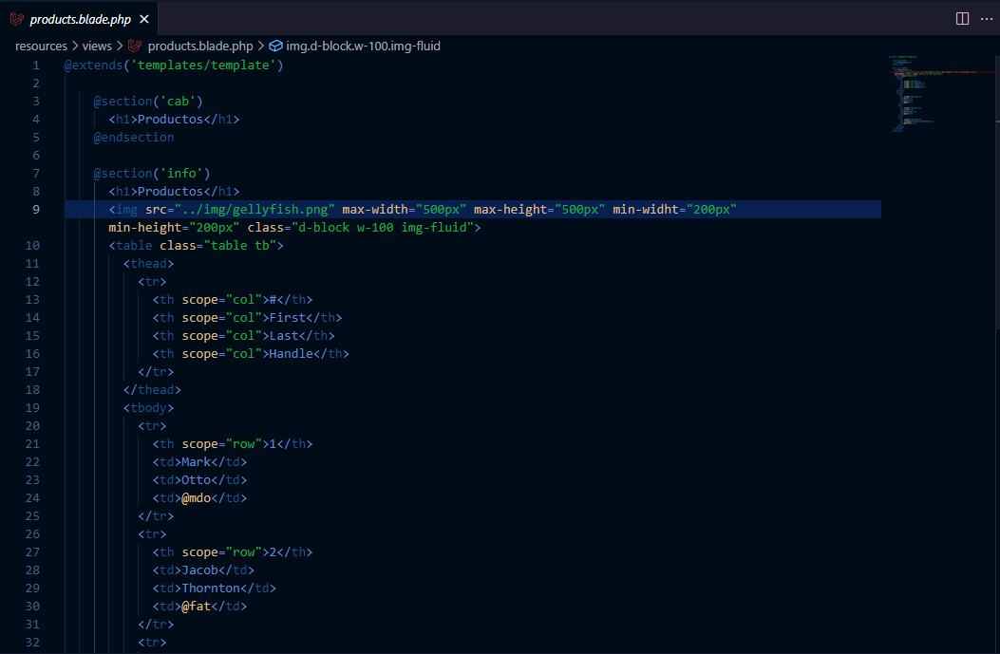 products.blade.php
resources > views > products.blade.php > img.d-block.w-100.img-fluid
1 @extends('templates/template')
2
3 @section('cab')
4 <h1>Productos</h1>
5 @endsection
6
7 @section('info')
8 <h1>Productos</h1>
9 <img src="../img/gellyfish.png" max-width="500px" max-height="500px" min-widht="200px"
min-height="200px" class="d-block w-100 img-fluid">
10 <table class="table tb">
11 <thead>
12 <tr>
13 <th scope="col">#</th>
14 <th scope="col">First</th>
15 <th scope="col">Last</th>
16 <th scope="col">Handle</th>
17 </tr>
18 </thead>
19 <tbody>
20 <tr>
21 <th scope="row">1</th>
22 <td>Mark</td>
23 <td>Otto</td>
24 <td>@mdo</td>
25 </tr>
26 <tr>
27 <th scope="row">2</th>
28 <td>Jacob</td>
29 <td>Thornton</td>
30 <td>@fat</td>
31 </tr>
32 <tr>